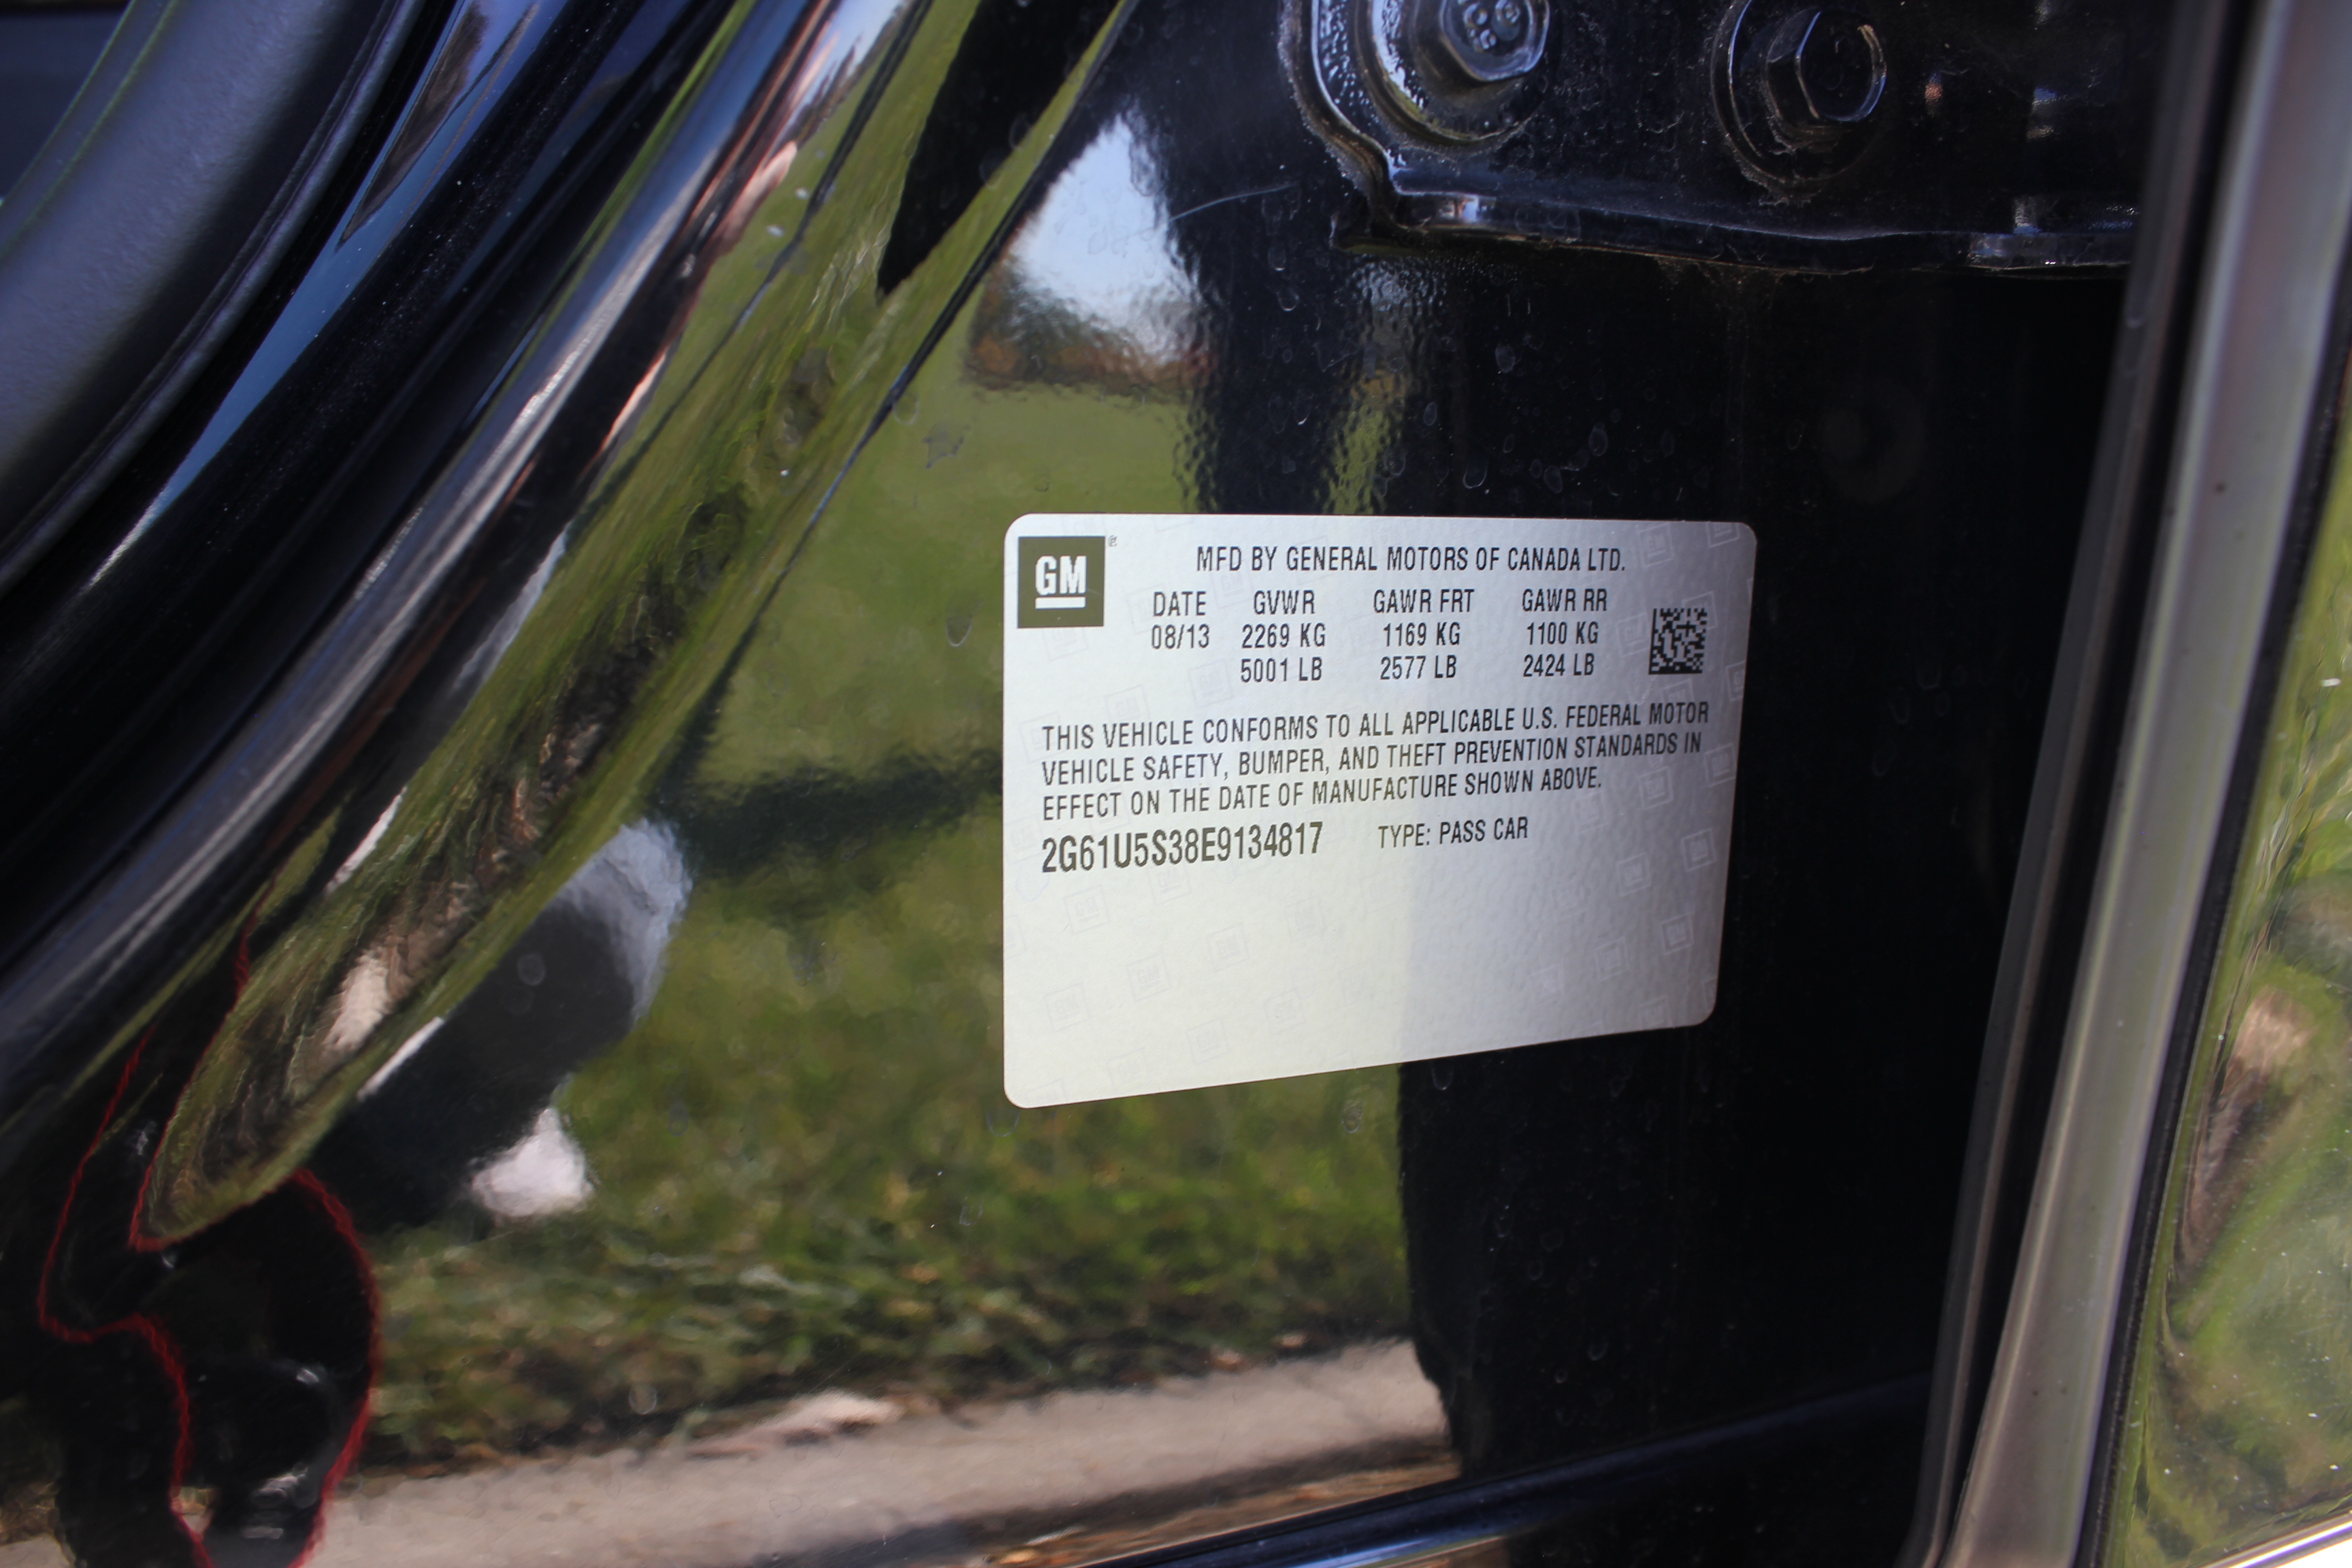 GM
MFD BY GENERAL MOTORS OF CANADA LTD.
DATE GVWR GAWR FRT GAWR RR
08/13 2269 KG 1169 KG 1100 KG
5001 LB 2577 LB 2424 LB
THIS VEHICLE CONFORMS TO ALL APPLICABLE U.S. FEDERAL MOTOR
VEHICLE SAFETY, BUMPER, AND THEFT PREVENTION STANDARDS IN
EFFECT ON THE DATE OF MANUFACTURE SHOWN ABOVE.
2G61U5S38E9134817 TYPE: PASS CAR